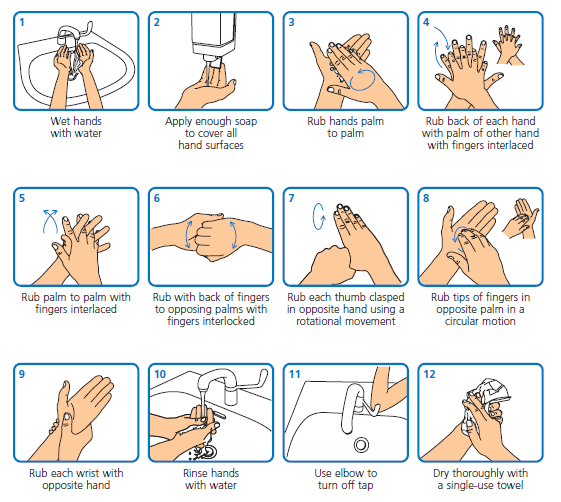 1
Wet hands
with water
2
Apply enough soap
to cover all
hand surfaces
3
Rub hands palm
to palm
4
Rub back of each hand
with palm of other hand
with fingers interlaced
5
Rub palm to palm with
fingers interlaced
6
Rub with back of fingers
to opposing palms with
fingers interlocked
7
Rub each thumb clasped
in opposite hand using a
rotational movement
8
Rub tips of fingers in
opposite palm in a
circular motion
9
Rub each wrist with
opposite hand
10
Rinse hands
with water
11
Use elbow to
turn off tap
12
Dry thoroughly with
a single-use towel